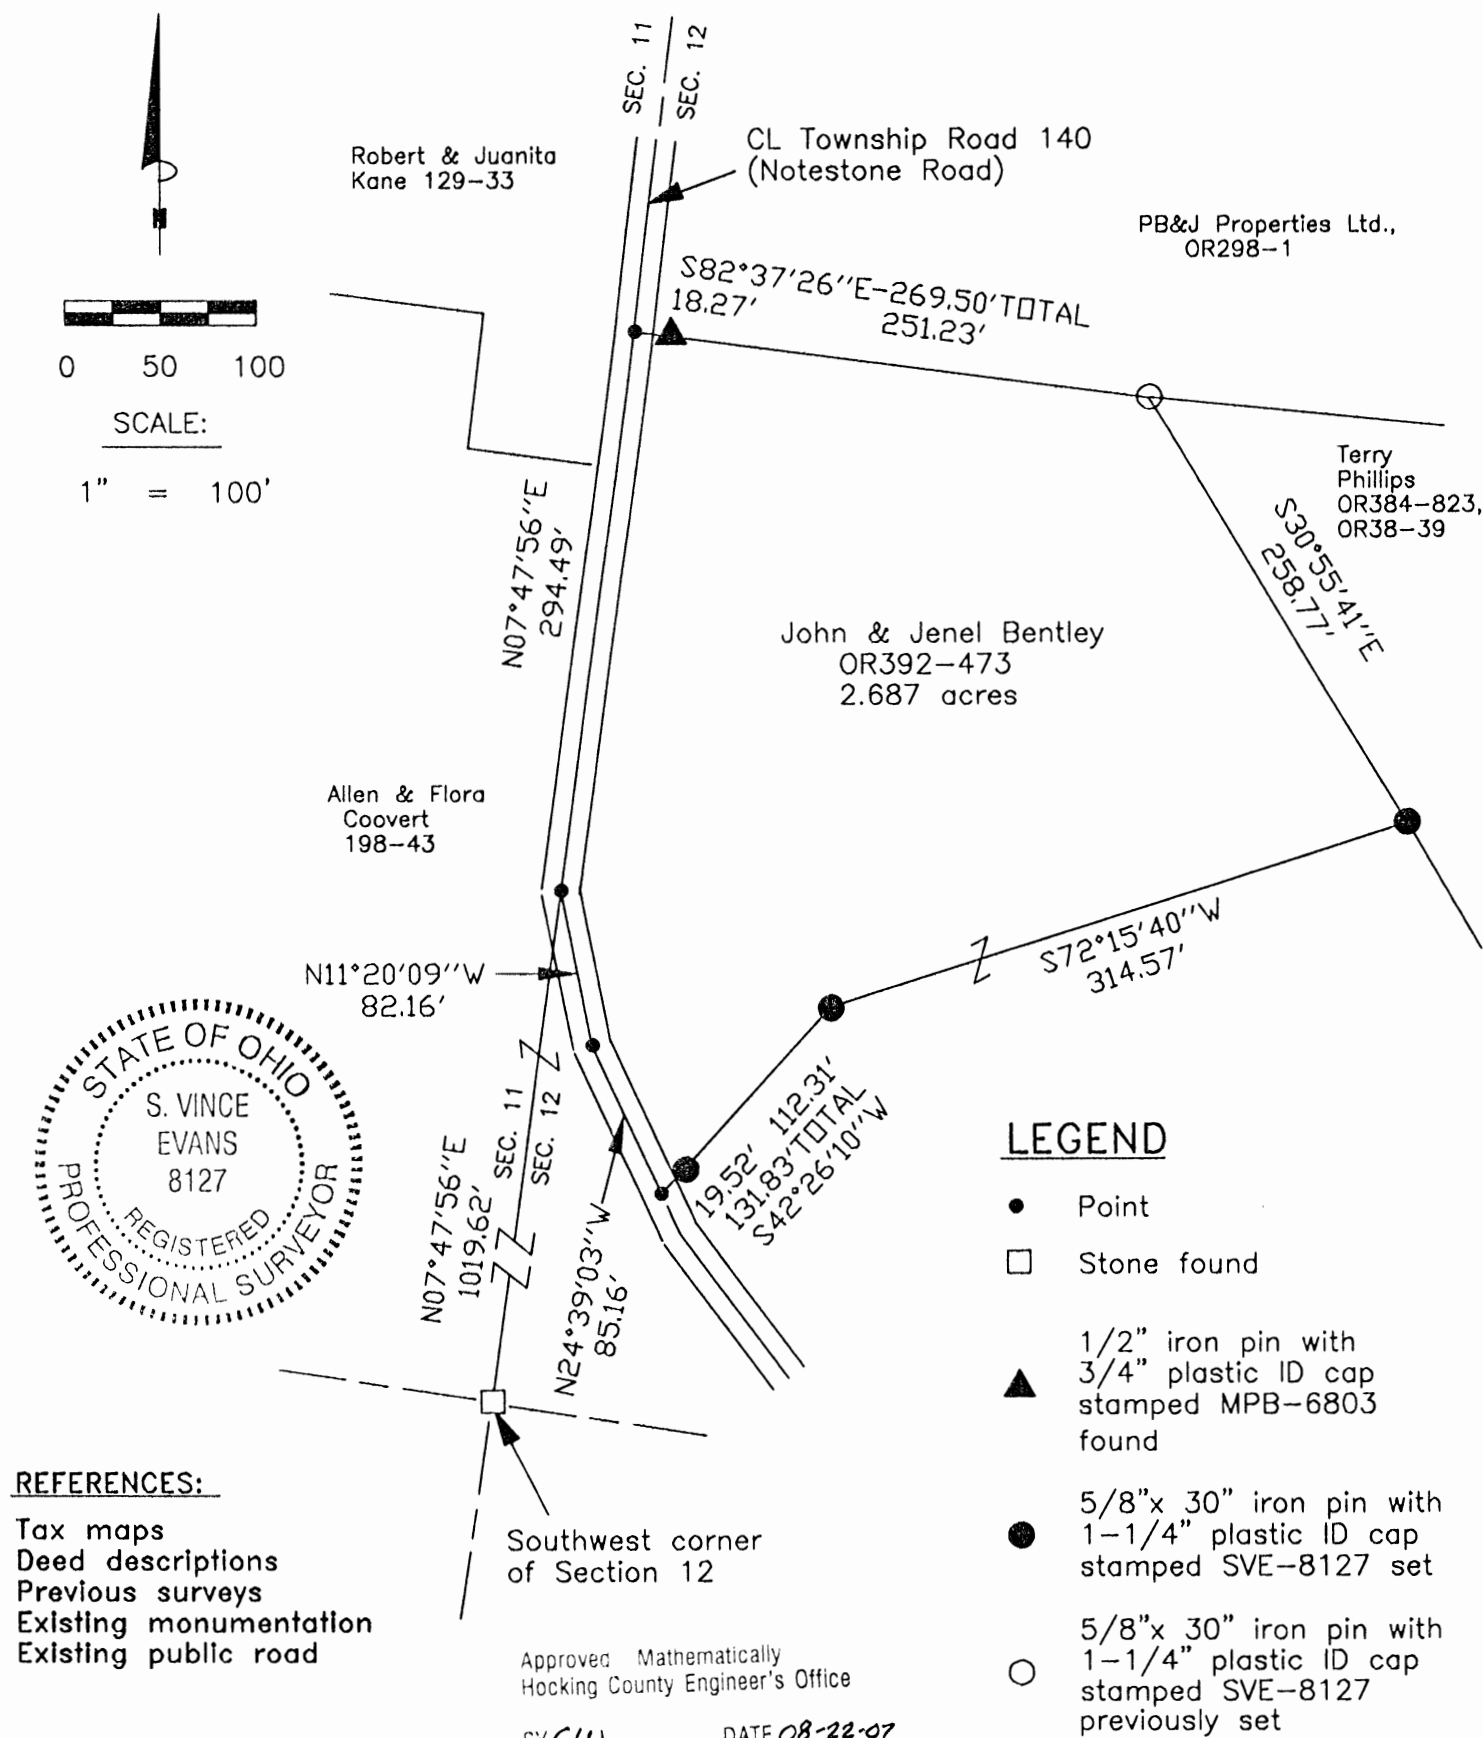 SEC. 11
SEC. 12
Robert & Juanita
Kane 129-33
CL Township Road 140
(Notestone Road)
PB&J Properties Ltd.,
OR298-1
N
0 50 100
SCALE:
1" = 100'
S82°37'26"E-269.50'TOTAL
18.27' 251.23'
Terry
Phillips
OR384-823,
OR38-39
S30°55'41"E
258.77'
N07°47'56"E
294.49'
John & Jenel Bentley
OR392-473
2.687 acres
Allen & Flora
Coovert
198-43
S72°15'40"W
314.57'
N11°20'09"W
82.16'
STATE OF OHIO
S. VINCE
EVANS
8127
REGISTERED
PROFESSIONAL SURVEYOR
SEC. 11
SEC. 12
N07°47'56"E
1019.62'
N24°39'03"W
85.16'
19.52' 112.31'
131.83'TOTAL
S42°26'10"W
LEGEND
Point
Stone found
1/2" iron pin with
3/4" plastic ID cap
stamped MPB-6803
found
5/8"x 30" iron pin with
1-1/4" plastic ID cap
stamped SVE-8127 set
5/8"x 30" iron pin with
1-1/4" plastic ID cap
stamped SVE-8127
previously set
REFERENCES:
Tax maps
Deed descriptions
Previous surveys
Existing monumentation
Existing public road
Southwest corner
of Section 12
Approved Mathematically
Hocking County Engineer's Office
DATE 08-22-07